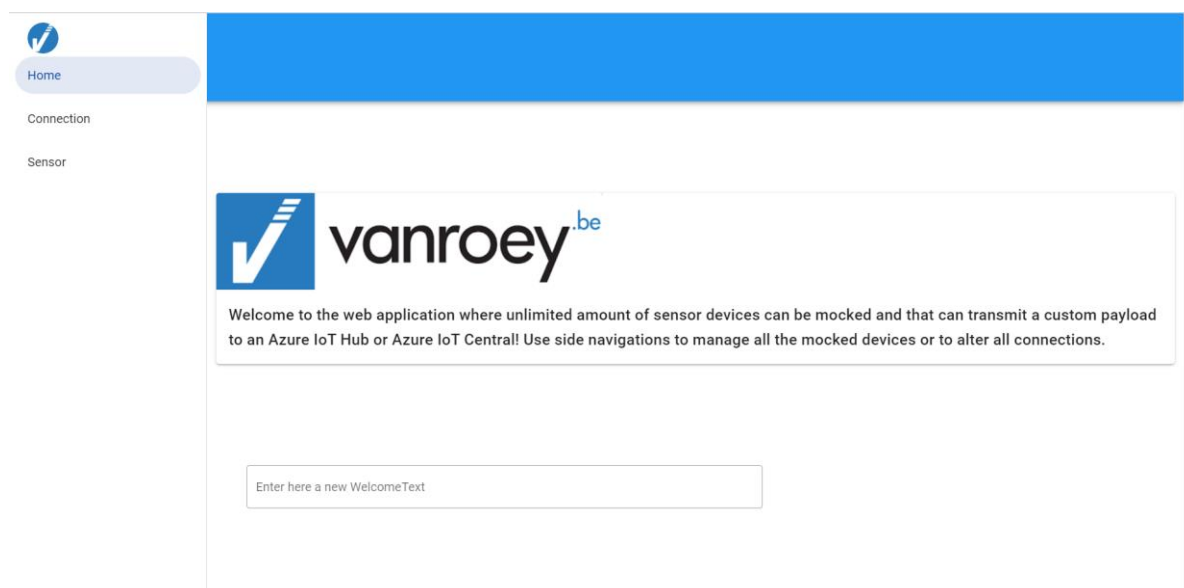 Home
Connection
Sensor
vanroey.be
Welcome to the web application where unlimited amount of sensor devices can be mocked and that can transmit a custom payload
to an Azure IoT Hub or Azure IoT Central! Use side navigations to manage all the mocked devices or to alter all connections.
Enter here a new WelcomeText